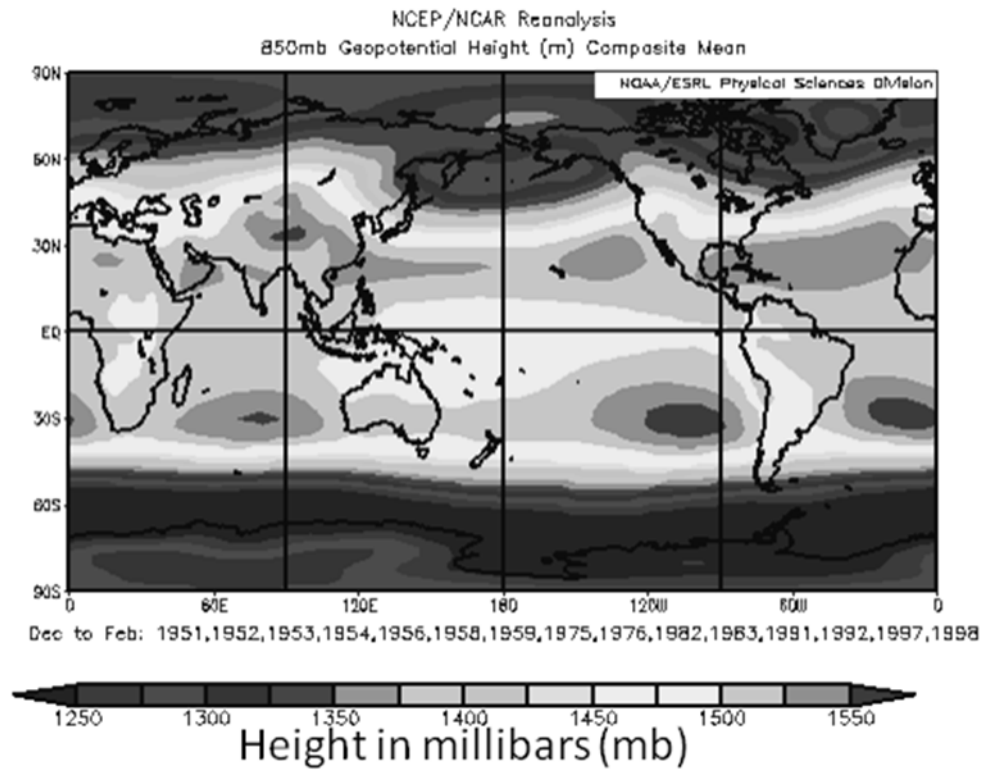 NCEP/NCAR Reanalysis
850mb Geopotential Height (m) Composite Mean
NOAA/ESRL Physical Sciences Division
90N
60N
30N
EQ
30S
60S
90S
0 60E 120E 180 120W 60W 0
Dec to Feb: 1951,1952,1953,1954,1956,1958,1959,1975,1976,1982,1983,1991,1992,1997,1998
1250 1300 1350 1400 1450 1500 1550
Height in millibars (mb)